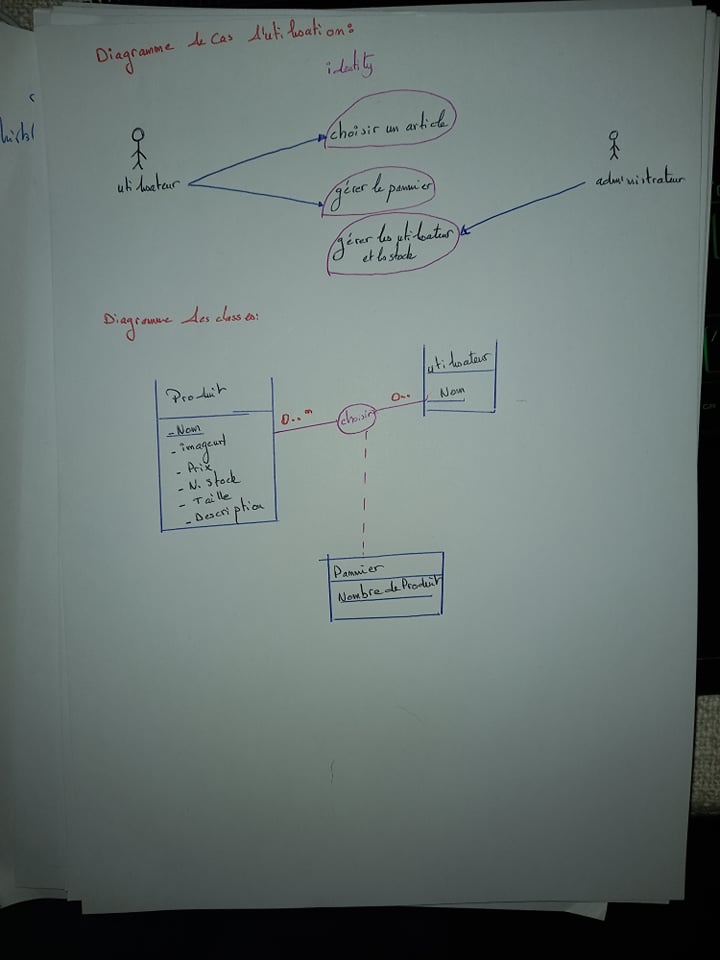 Diagramme de Cas d'utilisation:
identity
choisir un article
utilisateur
administrateur
gérer le pannier
gérer les utilisateur
et le stock
Diagramme des classes:
utilisateur
Produit
Nom
0..
0..*
choisir
- Nom
- imageurl
- Prix
- N. Stock
- Taille
- Description
Pannier
Nombre de Produit